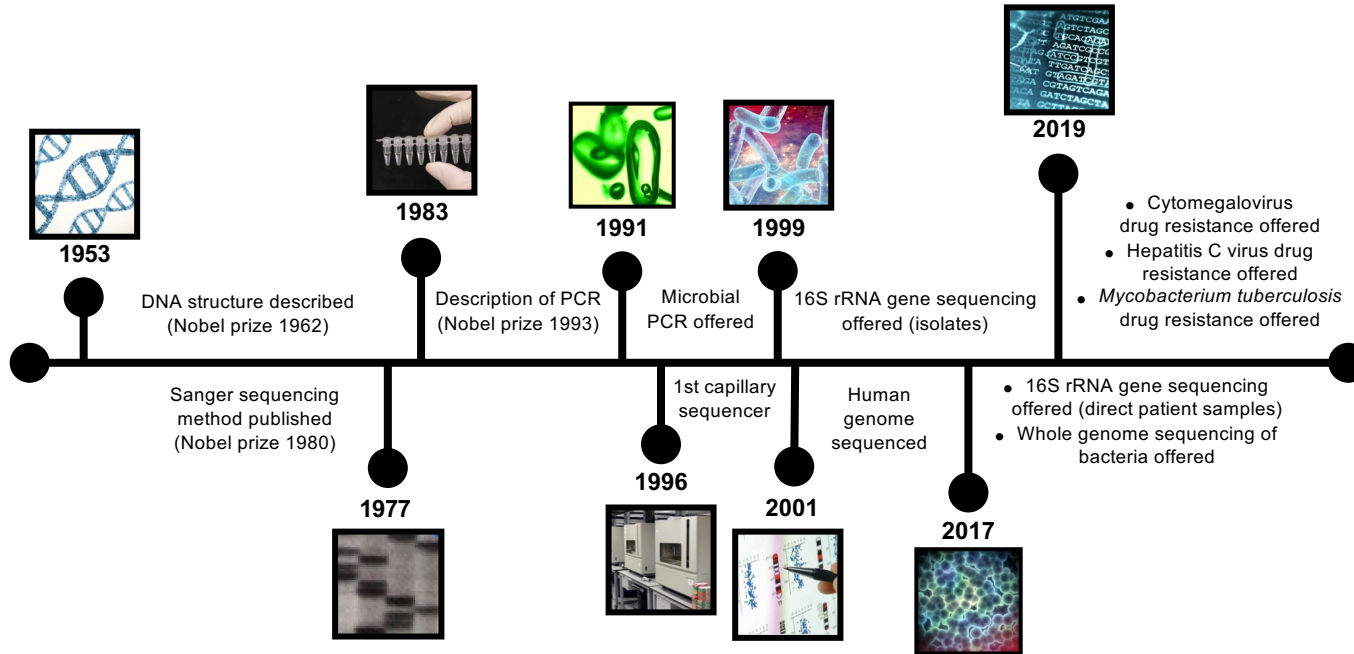 1953
DNA structure described
(Nobel prize 1962)
Sanger sequencing
method published
(Nobel prize 1980)
1977
1983
Description of PCR
(Nobel prize 1993)
1991
Microbial
PCR offered
1st capillary
sequencer
1996
1999
16S rRNA gene sequencing
offered (isolates)
Human
genome
sequenced
2001
• 16S rRNA gene sequencing
offered (direct patient samples)
• Whole genome sequencing of
bacteria offered
2017
2019
• Cytomegalovirus
drug resistance offered
• Hepatitis C virus drug
resistance offered
• Mycobacterium tuberculosis
drug resistance offered